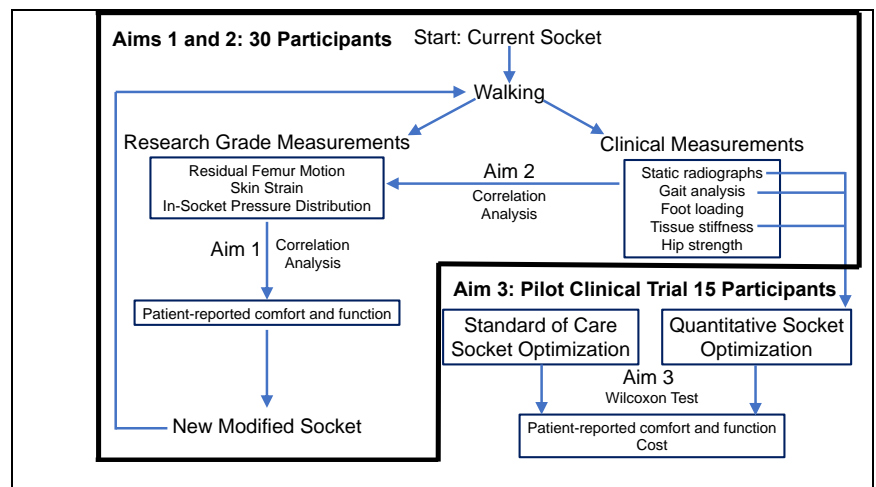 Aims 1 and 2: 30 Participants
Start: Current Socket
Walking
Research Grade Measurements
Residual Femur Motion
Skin Strain
In-Socket Pressure Distribution
Aim 2
Correlation
Analysis
Clinical Measurements
Static radiographs
Gait analysis
Foot loading
Tissue stiffness
Hip strength
Aim 1
Correlation
Analysis
Patient-reported comfort and function
New Modified Socket
Aim 3: Pilot Clinical Trial 15 Participants
Standard of Care
Socket Optimization
Quantitative Socket
Optimization
Aim 3
Wilcoxon Test
Patient-reported comfort and function
Cost